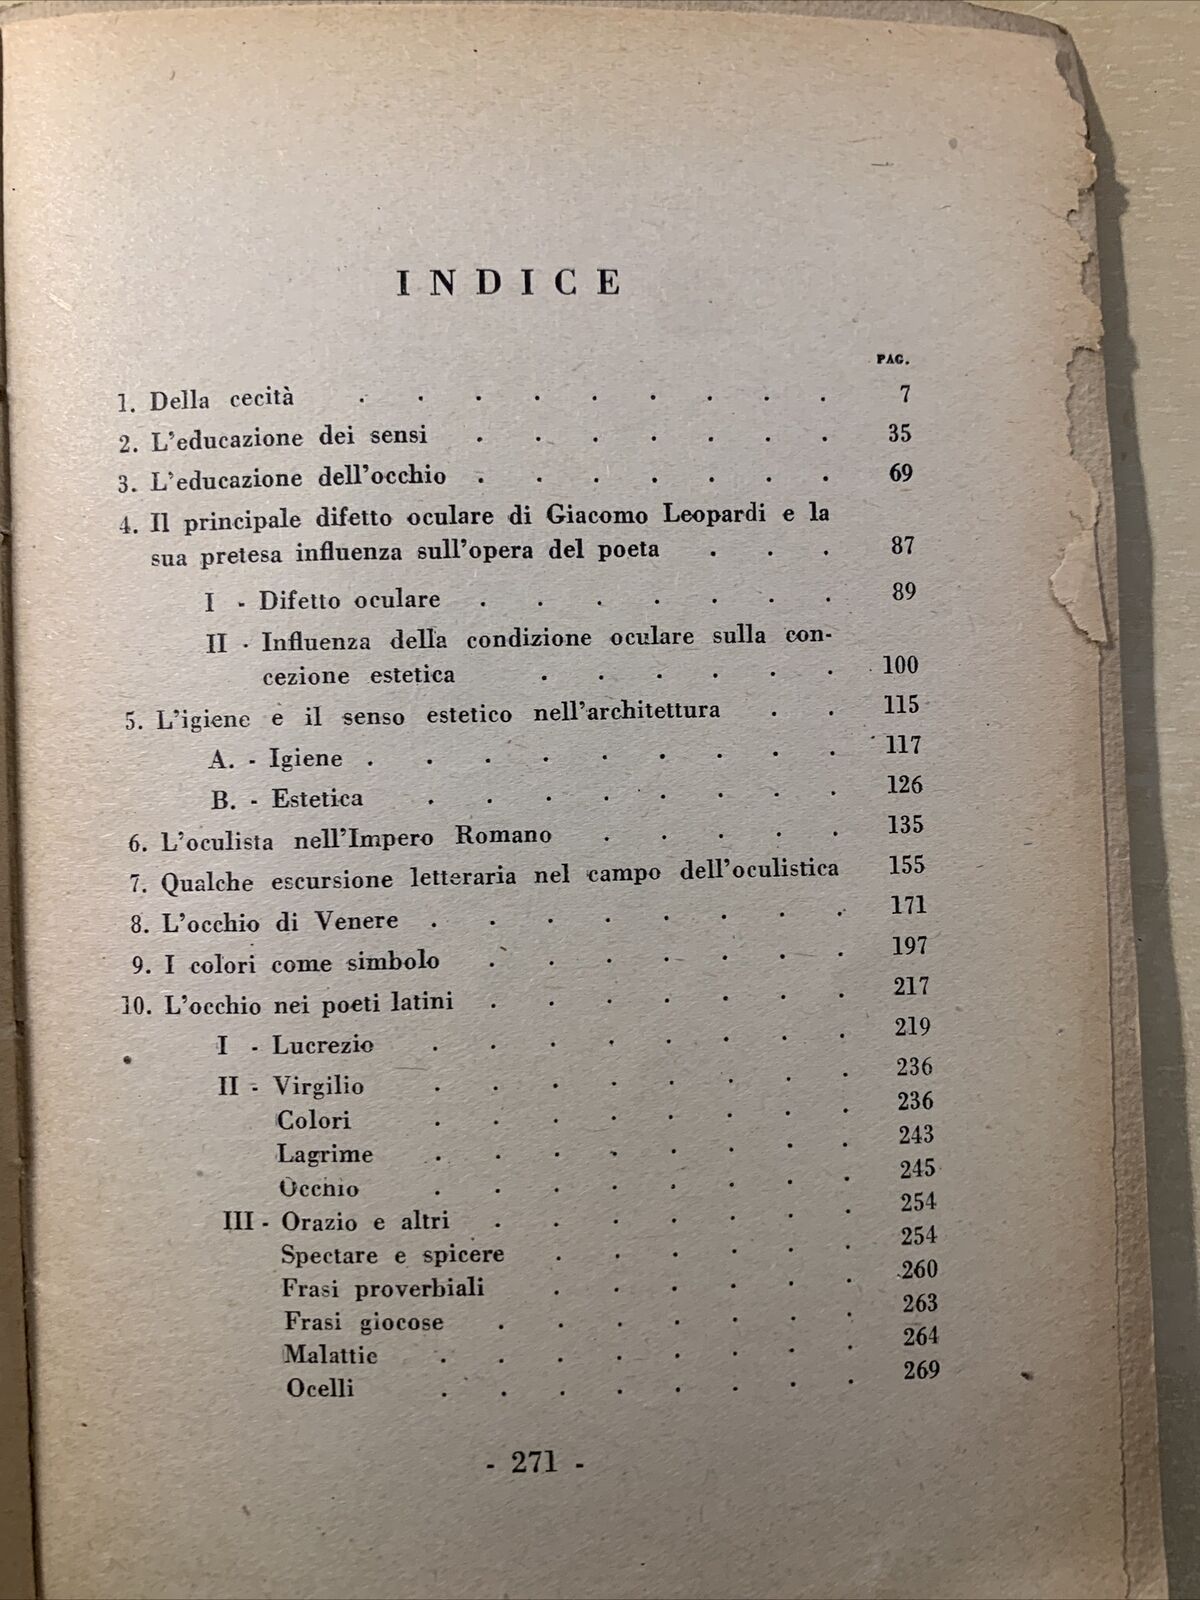 INDICE
PAG.
1. Della cecità . . . . . . . . . 7
2. L'educazione dei sensi . . . . . . . 35
3. L'educazione dell'occhio . . . . . . . 69
4. Il principale difetto oculare di Giacomo Leopardi e la
sua pretesa influenza sull'opera del poeta . . . 87
I - Difetto oculare . . . . . . . 89
II - Influenza della condizione oculare sulla con-
cezione estetica . . . . . . 100
5. L'igiene e il senso estetico nell'architettura . . 115
A. - Igiene . . . . . . . . . 117
B. - Estetica . . . . . . . . 126
6. L'oculista nell'Impero Romano . . . . . 135
7. Qualche escursione letteraria nel campo dell'oculistica 155
8. L'occhio di Venere . . . . . . . . 171
9. I colori come simbolo . . . . . . . 197
10. L'occhio nei poeti latini . . . . . . . 217
I - Lucrezio . . . . . . . . 219
II - Virgilio . . . . . . . . 236
Colori . . . . . . . . 236
Lagrime . . . . . . . . 243
Occhio . . . . . . . . 245
III - Orazio e altri . . . . . . . 254
Spectare e spicere . . . . . . 254
Frasi proverbiali . . . . . . 260
Frasi giocose . . . . . . . 263
Malattie . . . . . . . . 264
Ocelli . . . . . . . . 269
- 271 -